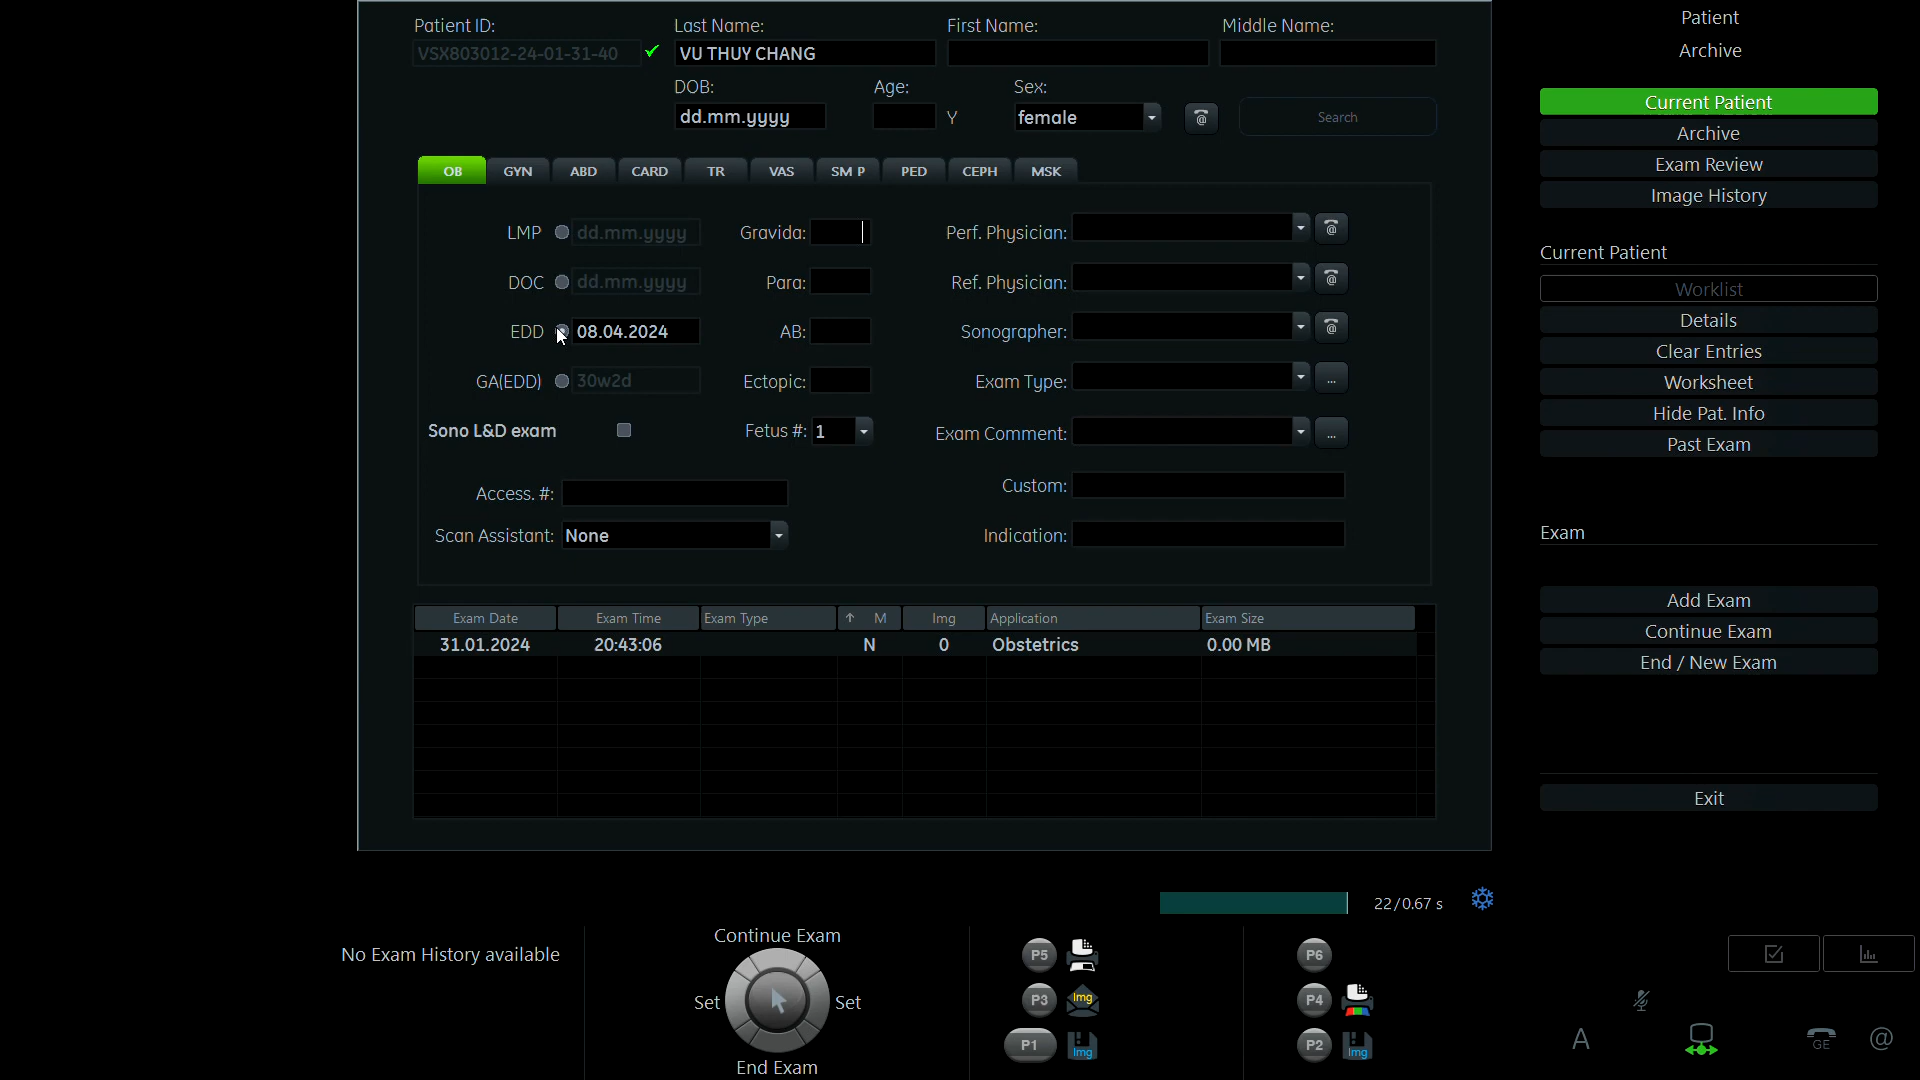 Patient ID: Last Name: First Name: Middle Name:
VSX803012-24-01-31-40 VU THUY CHANG
DOB: Age: Sex:
dd.mm.yyyy Y female Search
OB GYN ABD CARD TR VAS SM P PED CEPH MSK
LMP dd.mm.yyyy Gravida: Perf. Physician:
DOC dd.mm.yyyy Para: Ref. Physician:
EDD 08.04.2024 AB: Sonographer:
GA(EDD) 30w2d Ectopic: Exam Type: ...
Sono L&D exam Fetus #: 1 Exam Comment: ...
Access. #: Custom:
Scan Assistant: None Indication:
Exam Date Exam Time Exam Type ↑ M Img Application Exam Size
31.01.2024 20:43:06 N 0 Obstetrics 0.00 MB
22/0.67 s
Patient
Archive
Current Patient
Archive
Exam Review
Image History
Current Patient
Worklist
Details
Clear Entries
Worksheet
Hide Pat. Info
Past Exam
Exam
Add Exam
Continue Exam
End / New Exam
Exit
No Exam History available
Continue Exam
Set Set
End Exam
P5
P3 Img
P1 Img
P6
P4
P2 Img
A GE @